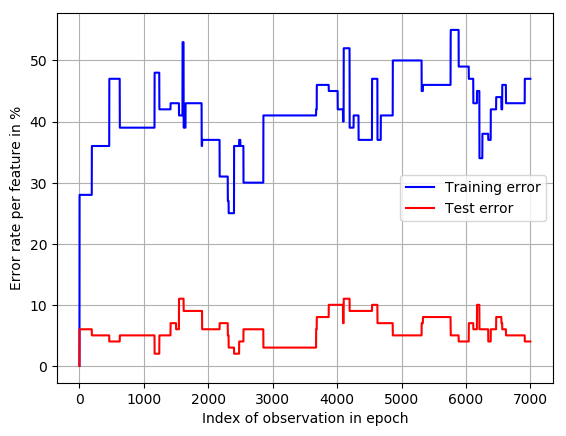 Error rate per feature in %
50
40
30
20
10
0
Training error
Test error
0 1000 2000 3000 4000 5000 6000 7000
Index of observation in epoch